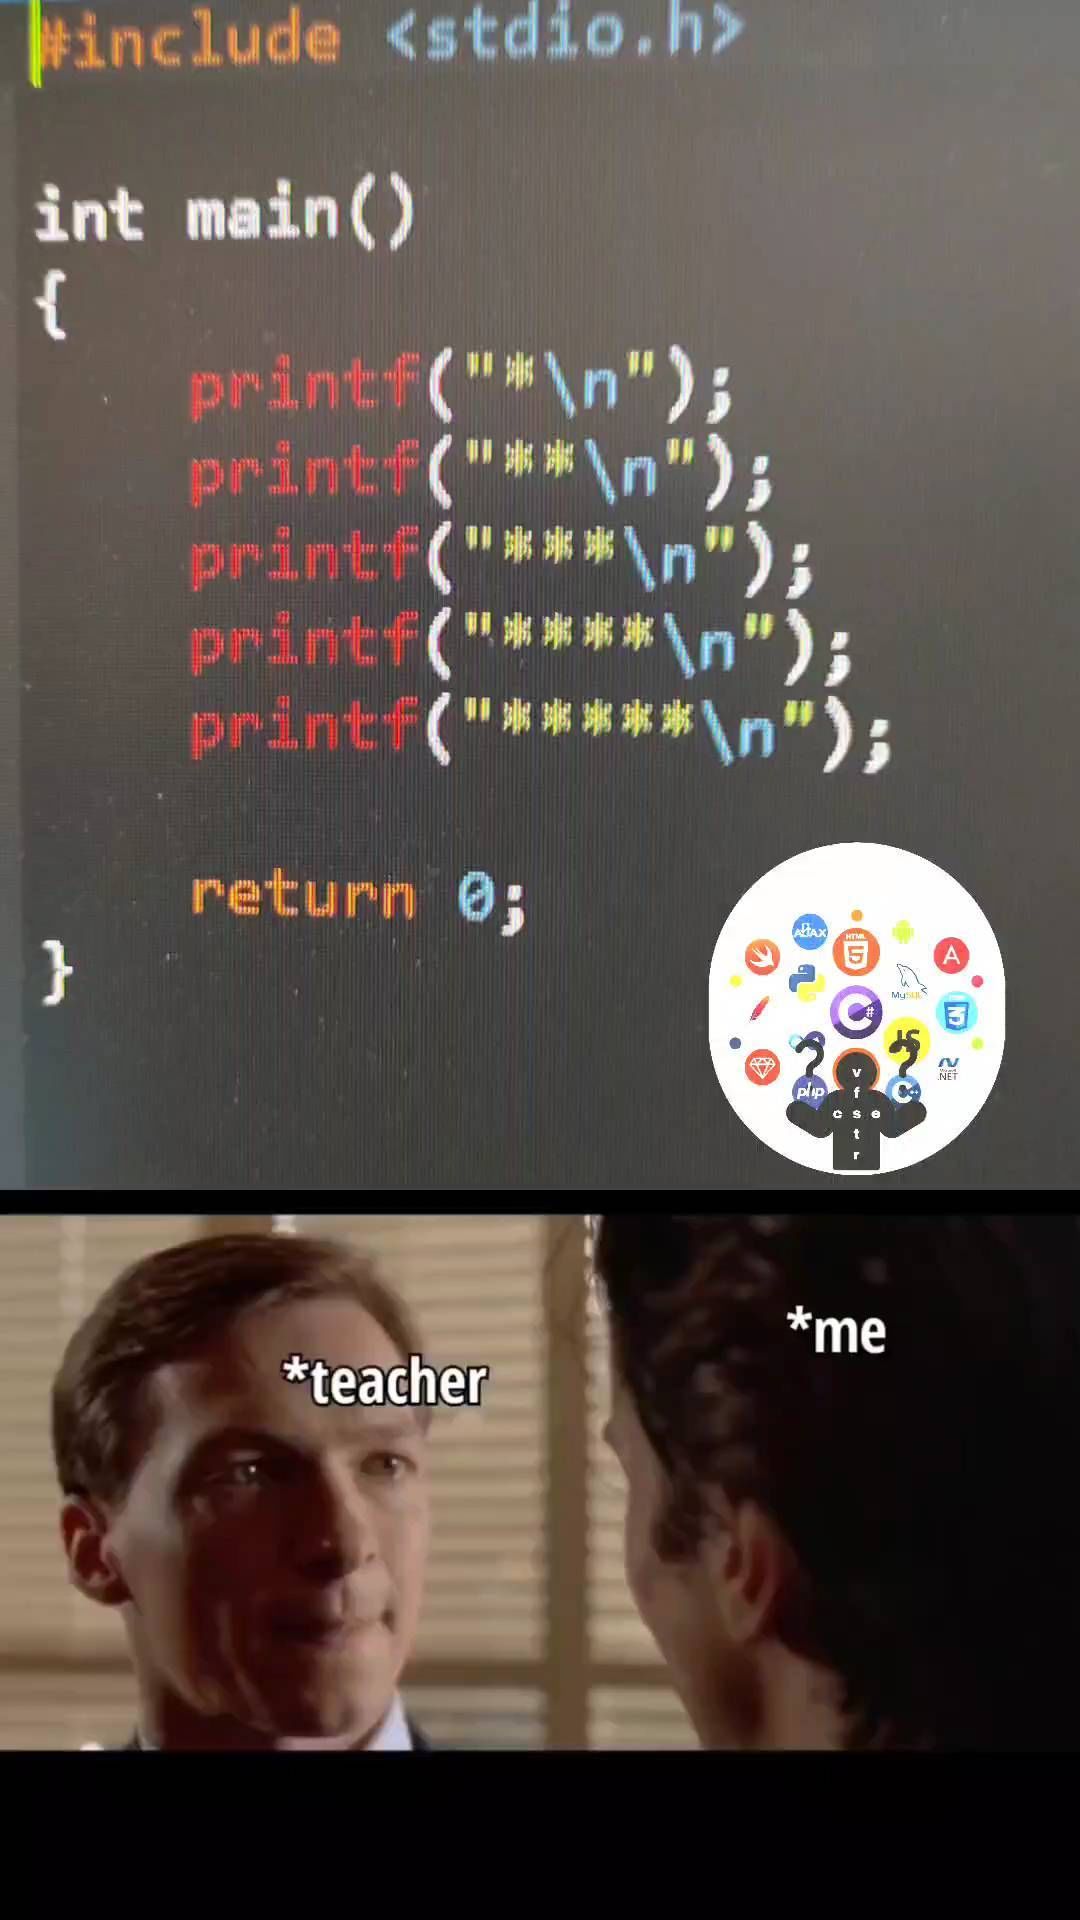 #include <stdio.h>
int main()
{
printf("*\n");
printf("**\n");
printf("***\n");
printf("****\n");
printf("*****\n");
return 0;
}
AJAX
HTML
5
A
MySQL
C#
3
JS
php
C++
.NET
v
f
c s e
t
r
*teacher
*me